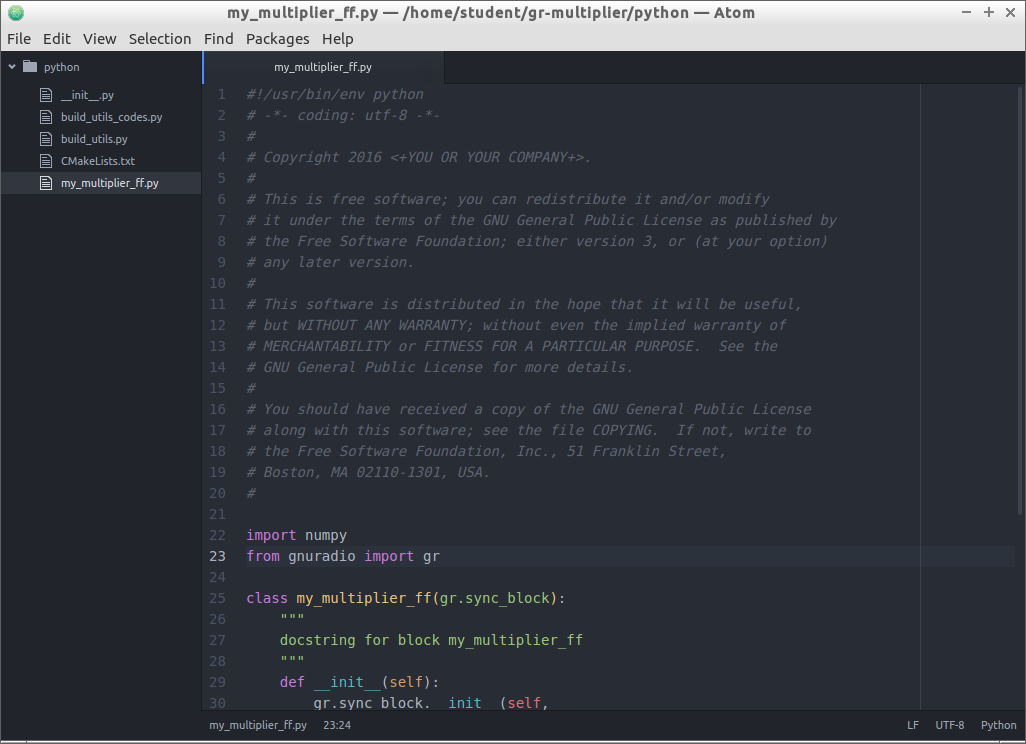 my_multiplier_ff.py — /home/student/gr-multiplier/python — Atom
File Edit View Selection Find Packages Help
python
__init__.py
build_utils_codes.py
build_utils.py
CMakeLists.txt
my_multiplier_ff.py
my_multiplier_ff.py
1 #!/usr/bin/env python
2 # -*- coding: utf-8 -*-
3 #
4 # Copyright 2016 <+YOU OR YOUR COMPANY+>.
5 #
6 # This is free software; you can redistribute it and/or modify
7 # it under the terms of the GNU General Public License as published by
8 # the Free Software Foundation; either version 3, or (at your option)
9 # any later version.
10 #
11 # This software is distributed in the hope that it will be useful,
12 # but WITHOUT ANY WARRANTY; without even the implied warranty of
13 # MERCHANTABILITY or FITNESS FOR A PARTICULAR PURPOSE.  See the
14 # GNU General Public License for more details.
15 #
16 # You should have received a copy of the GNU General Public License
17 # along with this software; see the file COPYING.  If not, write to
18 # the Free Software Foundation, Inc., 51 Franklin Street,
19 # Boston, MA 02110-1301, USA.
20 #
21
22 import numpy
23 from gnuradio import gr
24
25 class my_multiplier_ff(gr.sync_block):
26     """
27     docstring for block my_multiplier_ff
28     """
29     def __init__(self):
30         gr.sync_block.__init__(self,
my_multiplier_ff.py 23:24 LF UTF-8 Python